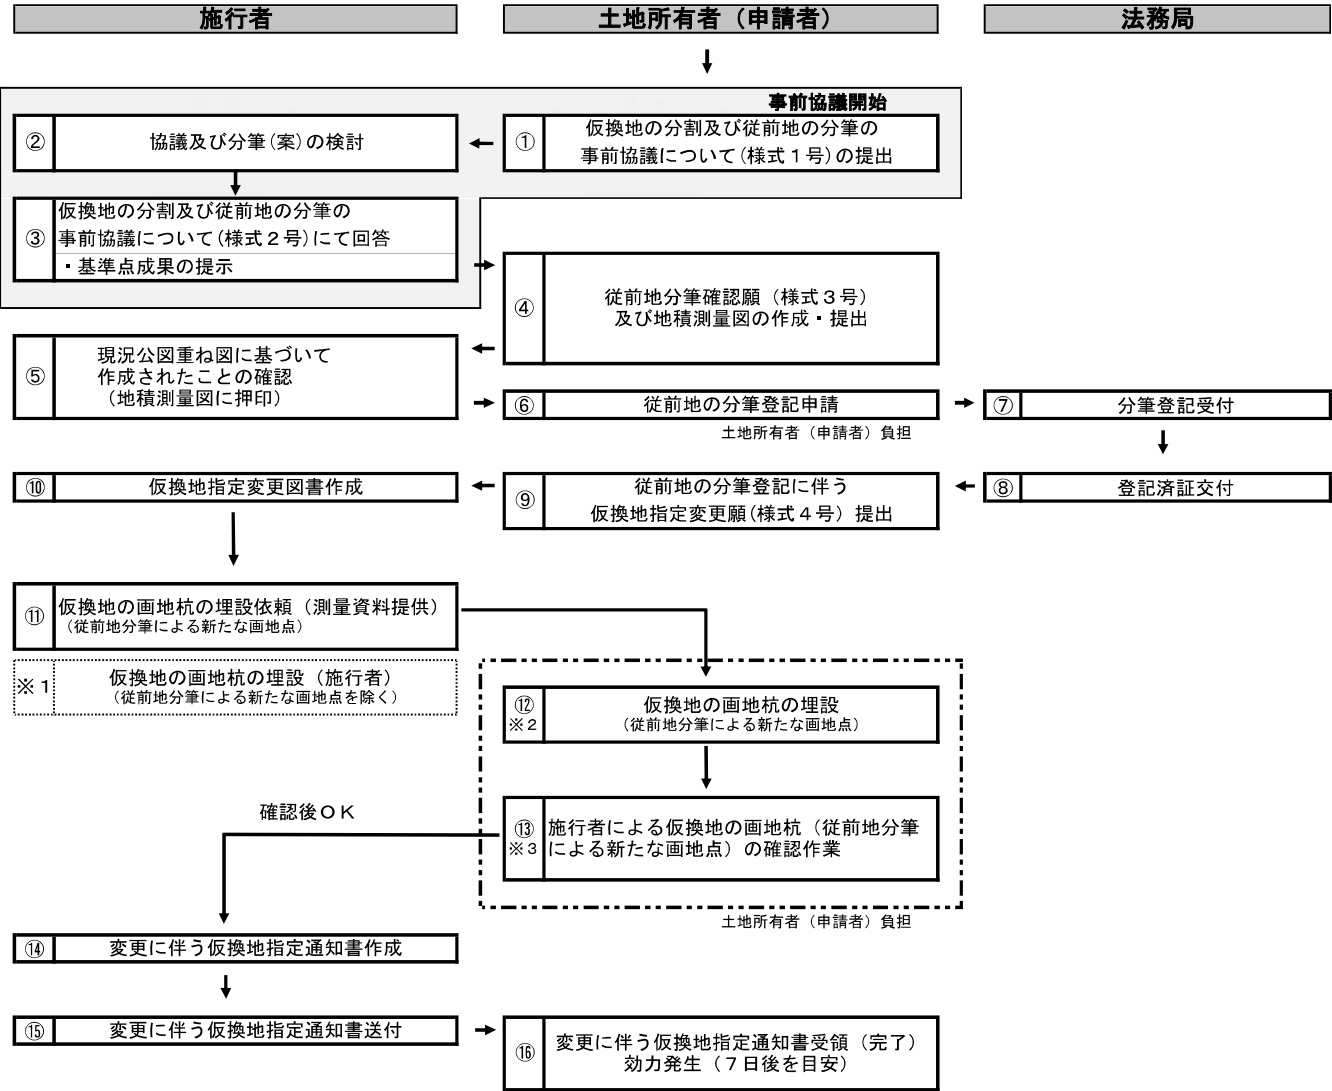 施行者
土地所有者（申請者）
法務局
事前協議開始
①
仮換地の分割及び従前地の分筆の
事前協議について(様式１号)の提出
②
協議及び分筆(案)の検討
③
仮換地の分割及び従前地の分筆の
事前協議について(様式２号)にて回答
・基準点成果の提示
④
従前地分筆確認願（様式３号）
及び地積測量図の作成・提出
⑤
現況公図重ね図に基づいて
作成されたことの確認
（地積測量図に押印）
⑥
従前地の分筆登記申請
土地所有者（申請者）負担
⑦
分筆登記受付
⑧
登記済証交付
⑨
従前地の分筆登記に伴う
仮換地指定変更願(様式４号）提出
⑩
仮換地指定変更図書作成
⑪
仮換地の画地杭の埋設依頼（測量資料提供）
（従前地分筆による新たな画地点）
※１
仮換地の画地杭の埋設（施行者）
（従前地分筆による新たな画地点を除く）
⑫
※２
仮換地の画地杭の埋設
（従前地分筆による新たな画地点）
⑬
※３
施行者による仮換地の画地杭（従前地分筆
による新たな画地点）の確認作業
土地所有者（申請者）負担
確認後ＯＫ
⑭
変更に伴う仮換地指定通知書作成
⑮
変更に伴う仮換地指定通知書送付
⑯
変更に伴う仮換地指定通知書受領（完了）
効力発生（７日後を目安）